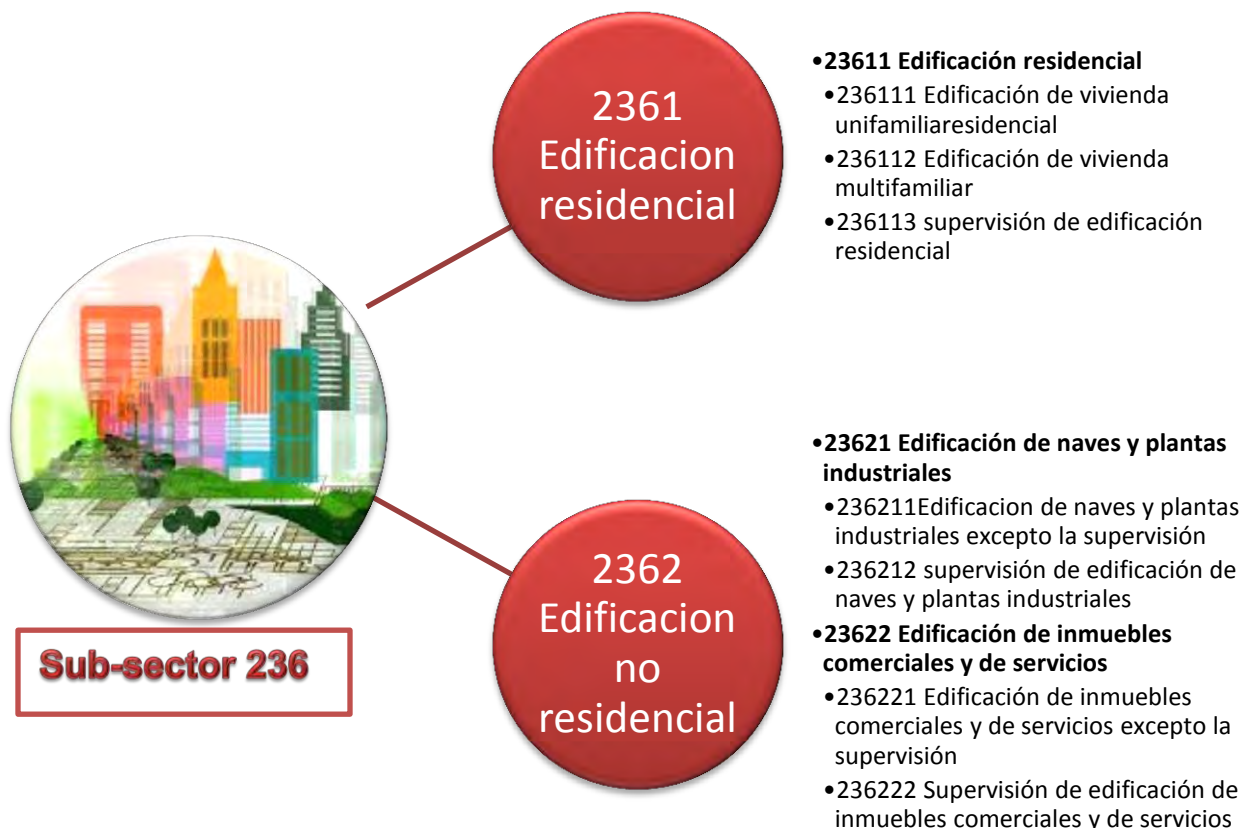 Sub-sector 236
2361
Edificacion
residencial
•23611 Edificación residencial
•236111 Edificación de vivienda
unifamiliaresidencial
•236112 Edificación de vivienda
multifamiliar
•236113 supervisión de edificación
residencial
2362
Edificacion
no
residencial
•23621 Edificación de naves y plantas
industriales
•236211Edificacion de naves y plantas
industriales excepto la supervisión
•236212 supervisión de edificación de
naves y plantas industriales
•23622 Edificación de inmuebles
comerciales y de servicios
•236221 Edificación de inmuebles
comerciales y de servicios excepto la
supervisión
•236222 Supervisión de edificación de
inmuebles comerciales y de servicios